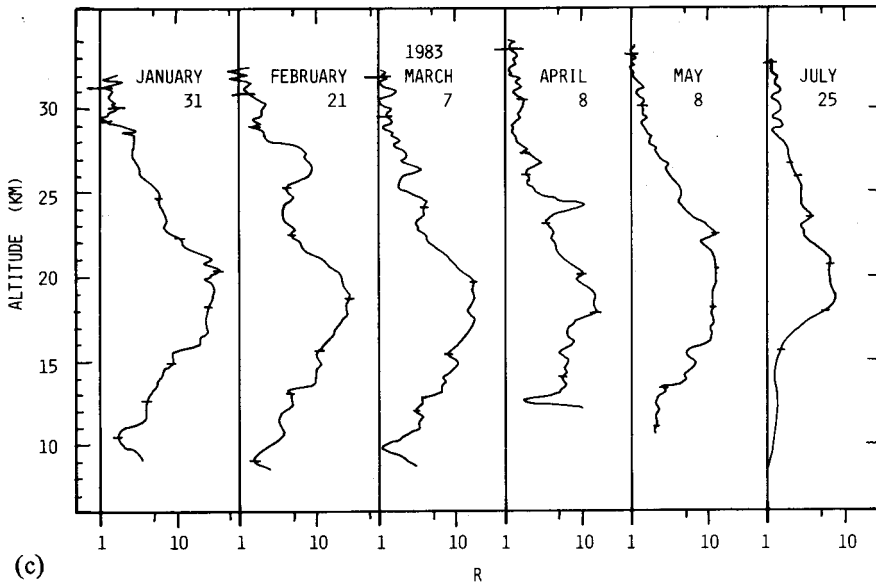 1983
JANUARY FEBRUARY MARCH APRIL MAY JULY
31 21 7 8 8 25
30
25
20
15
10
ALTITUDE (KM)
1 10 1 10 1 10 1 10 1 10 1 10
R
(c)